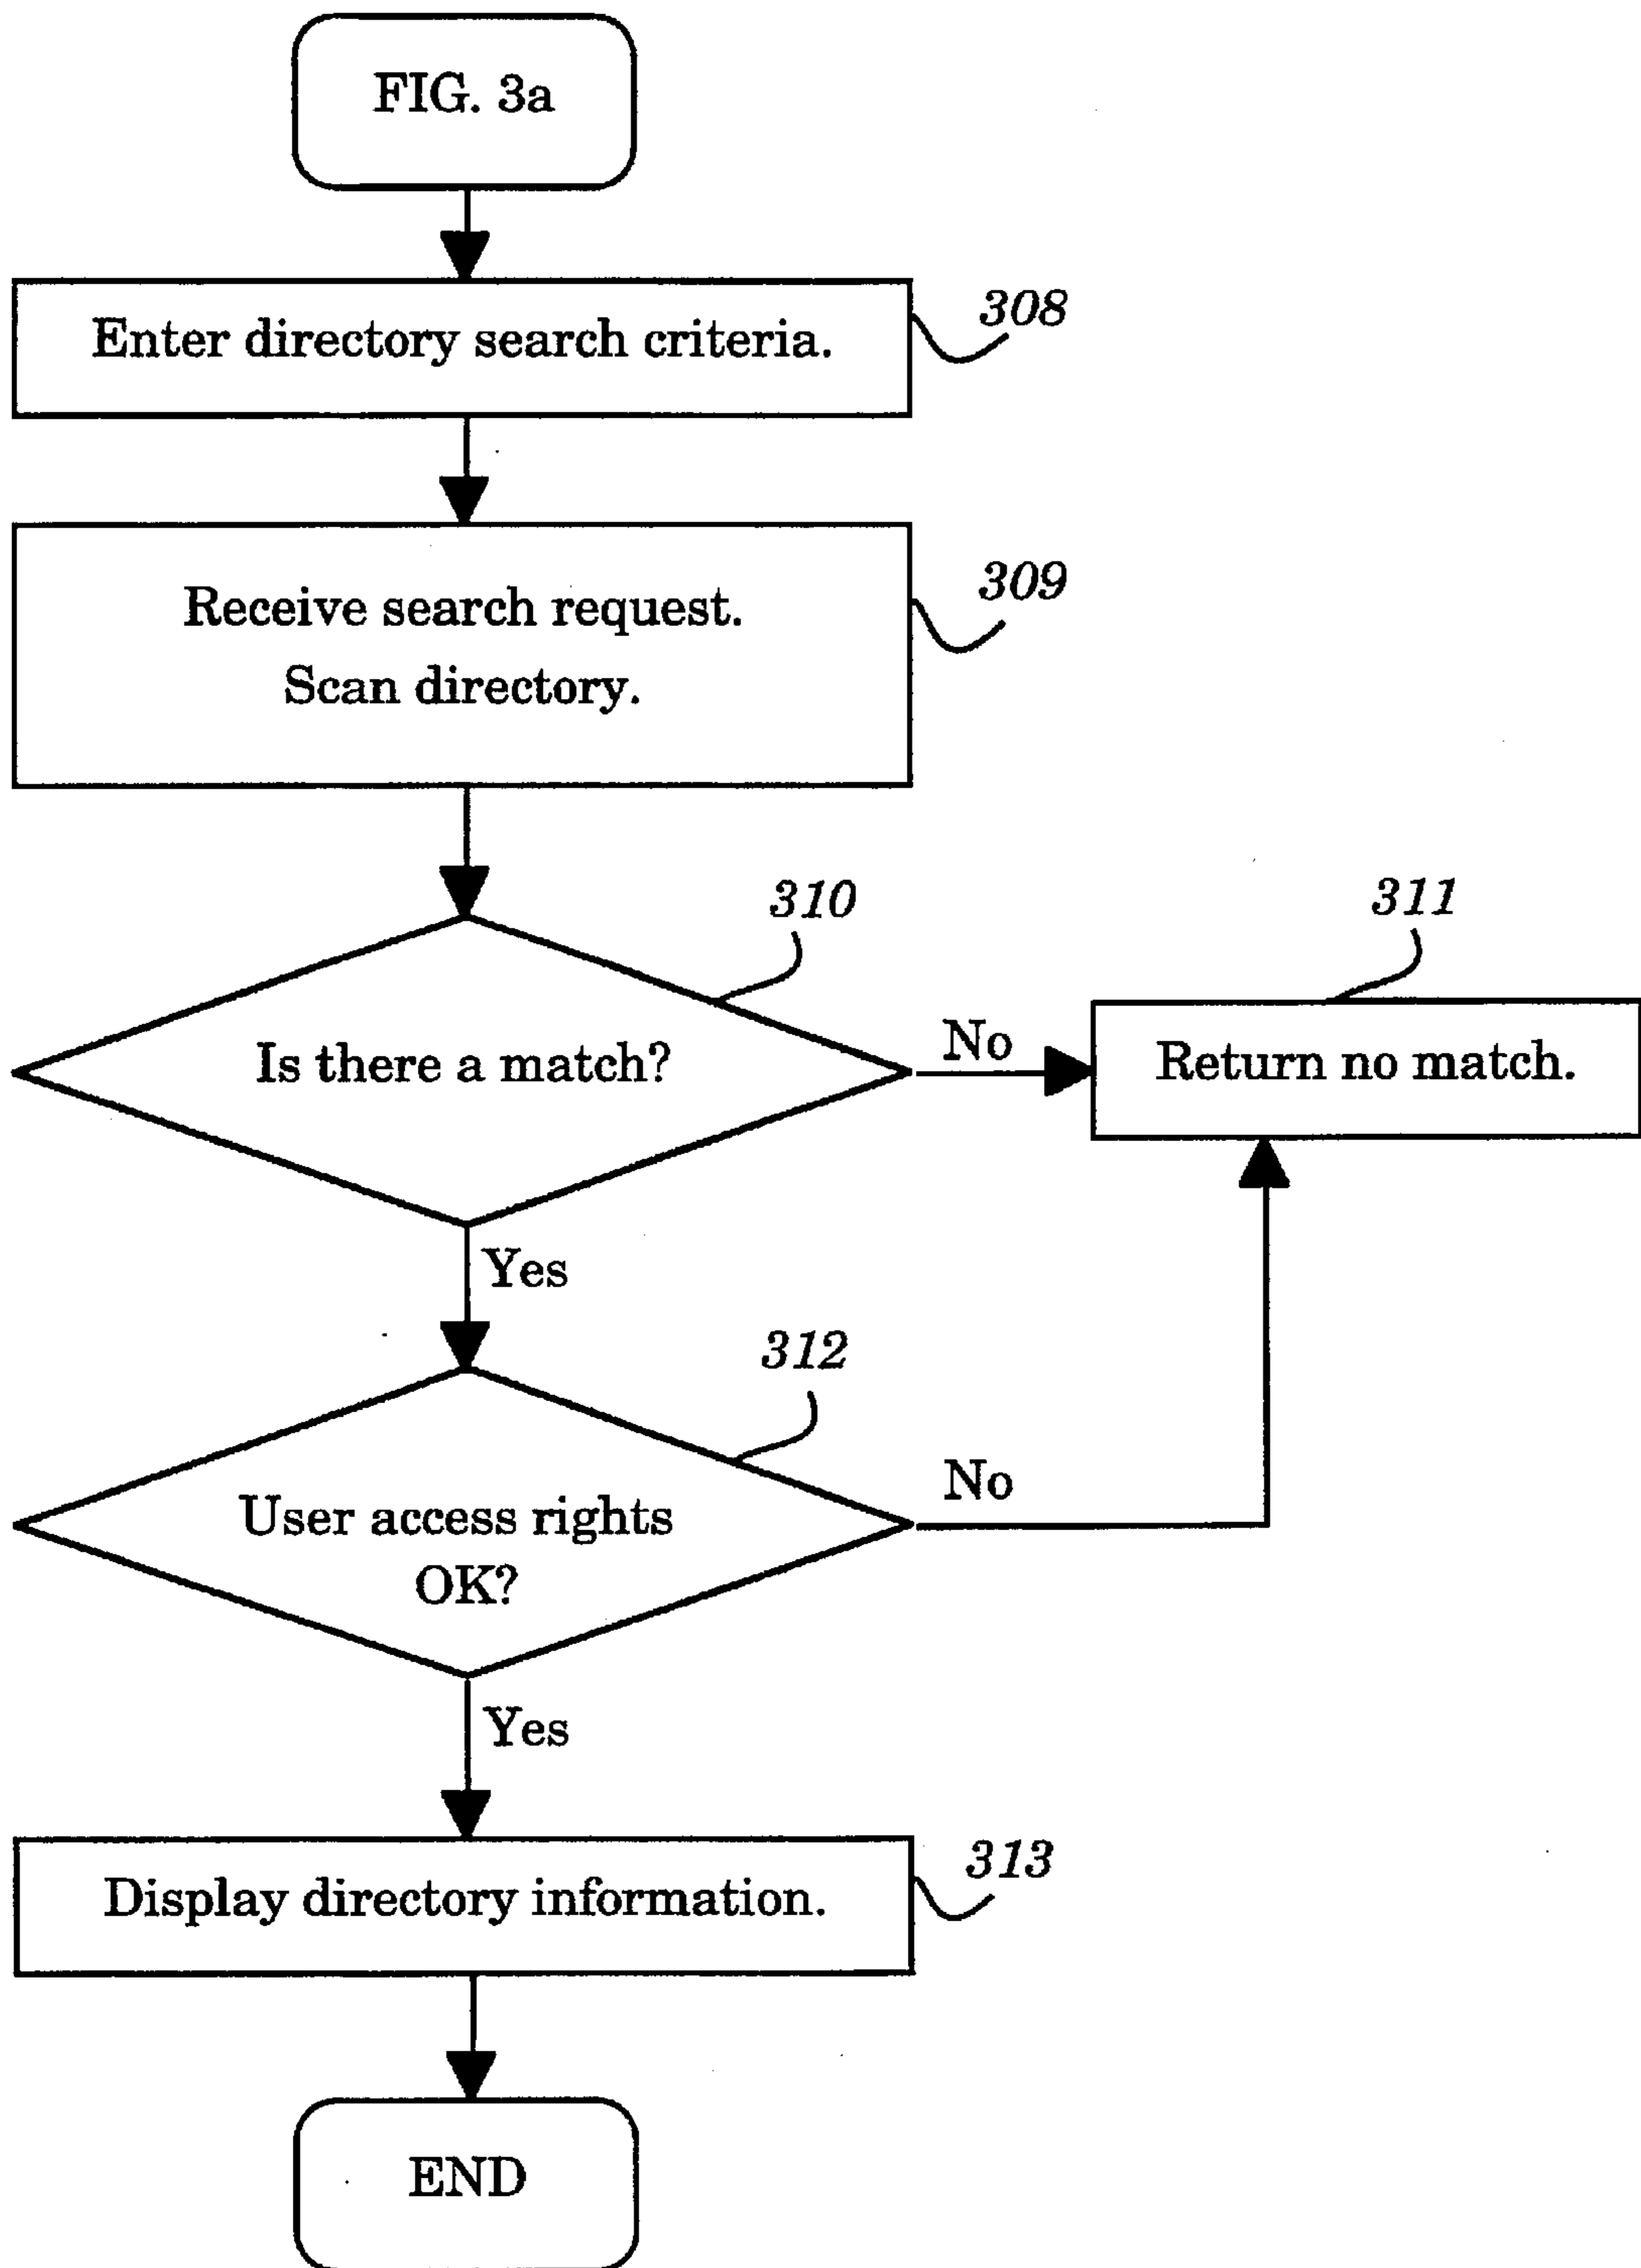 FIG. 3a
Enter directory search criteria.
308
Receive search request.
Scan directory.
309
310
Is there a match?
No
311
Return no match.
Yes
312
User access rights
OK?
No
Yes
Display directory information.
313
END